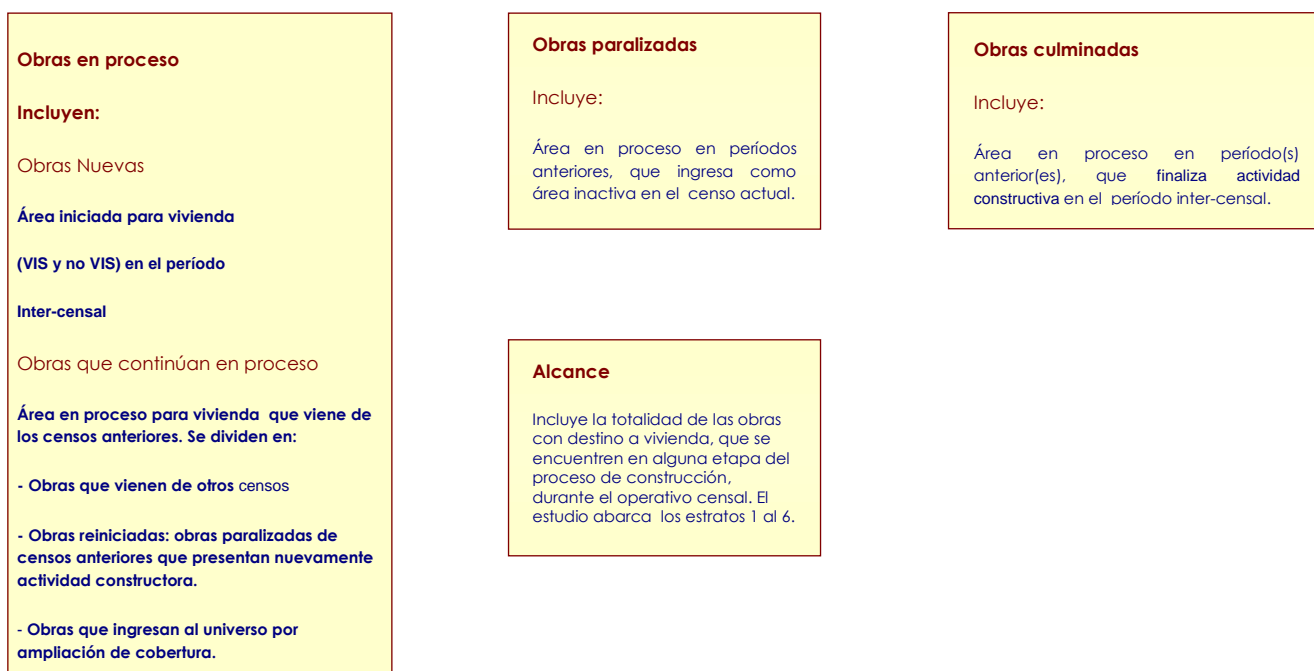 Obras en proceso
Incluyen:
Obras Nuevas
Área iniciada para vivienda
(VIS y no VIS) en el período
Inter-censal
Obras que continúan en proceso
Área en proceso para vivienda que viene de
los censos anteriores. Se dividen en:
- Obras que vienen de otros censos
- Obras reiniciadas: obras paralizadas de
censos anteriores que presentan nuevamente
actividad constructora.
- Obras que ingresan al universo por
ampliación de cobertura.
Obras paralizadas
Incluye:
Área en proceso en períodos
anteriores, que ingresa como
área inactiva en el censo actual.
Obras culminadas
Incluye:
Área en proceso en período(s)
anterior(es), que finaliza actividad
constructiva en el período inter-censal.
Alcance
Incluye la totalidad de las obras
con destino a vivienda, que se
encuentren en alguna etapa del
proceso de construcción,
durante el operativo censal. El
estudio abarca los estratos 1 al 6.